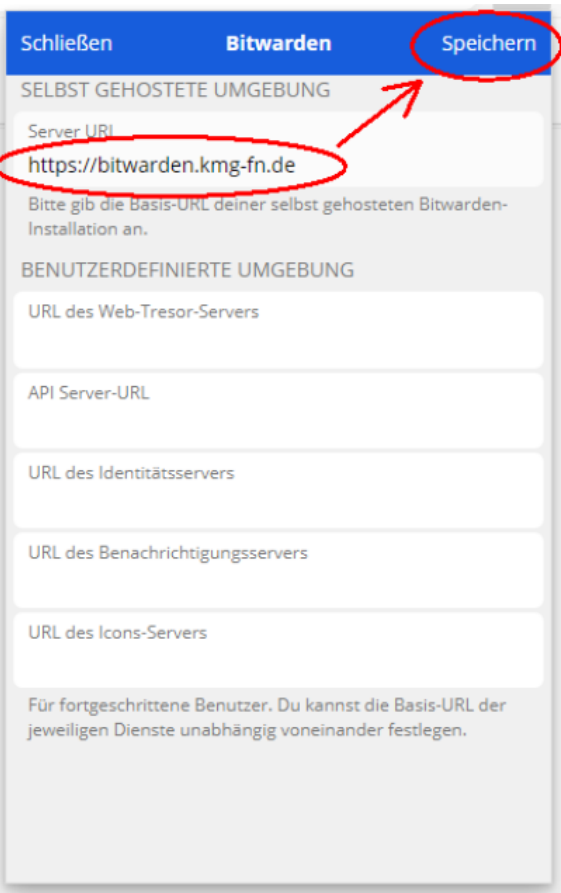 Schließen Bitwarden Speichern
SELBST GEHOSTETE UMGEBUNG
Server URL
https://bitwarden.kmg-fn.de
Bitte gib die Basis-URL deiner selbst gehosteten Bitwarden-
Installation an.
BENUTZERDEFINIERTE UMGEBUNG
URL des Web-Tresor-Servers
API Server-URL
URL des Identitätsservers
URL des Benachrichtigungsservers
URL des Icons-Servers
Für fortgeschrittene Benutzer. Du kannst die Basis-URL der
jeweiligen Dienste unabhängig voneinander festlegen.